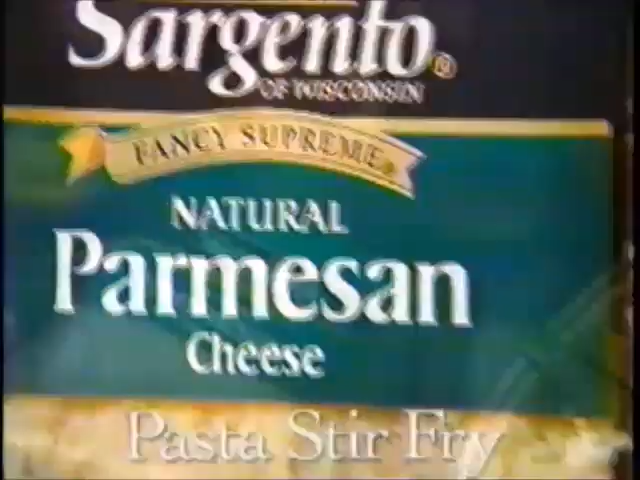 Sargento®
OF WISCONSIN
FANCY SUPREME®
NATURAL
Parmesan
Cheese
Pasta Stir Fry